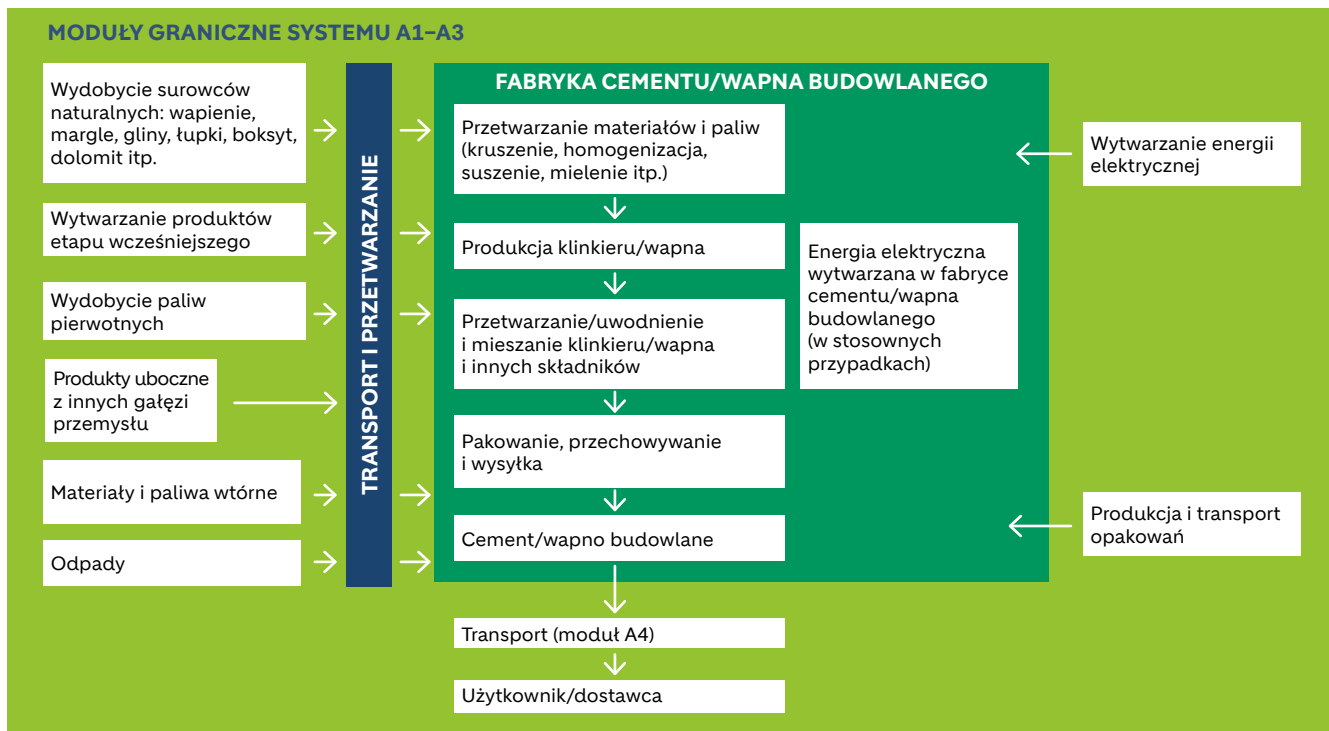 MODUŁY GRANICZNE SYSTEMU A1–A3
Wydobycie surowców
naturalnych: wapienie,
margle, gliny, łupki, boksyt,
dolomit itp.
Wytwarzanie produktów
etapu wcześniejszego
Wydobycie paliw
pierwotnych
Produkty uboczne
z innych gałęzi
przemysłu
Materiały i paliwa wtórne
Odpady
TRANSPORT I PRZETWARZANIE
FABRYKA CEMENTU/WAPNA BUDOWLANEGO
Przetwarzanie materiałów i paliw
(kruszenie, homogenizacja,
suszenie, mielenie itp.)
Produkcja klinkieru/wapna
Przetwarzanie/uwodnienie
i mieszanie klinkieru/wapna
i innych składników
Pakowanie, przechowywanie
i wysyłka
Cement/wapno budowlane
Energia elektryczna
wytwarzana w fabryce
cementu/wapna
budowlanego
(w stosownych
przypadkach)
Transport (moduł A4)
Użytkownik/dostawca
Wytwarzanie energii
elektrycznej
Produkcja i transport
opakowań